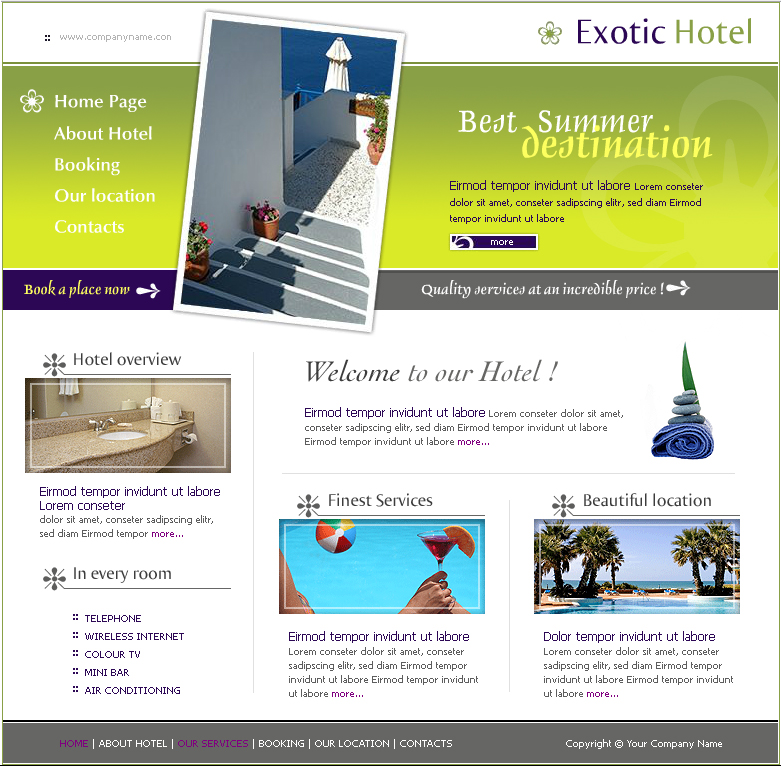 www.companyname.con
Exotic Hotel
Home Page
About Hotel
Booking
Our location
Contacts
Best Summer
destination
Eirmod tempor invidunt ut labore Lorem conseter
dolor sit amet, conseter sadipscing elitr, sed diam Eirmod
tempor invidunt ut labore
more
Book a place now
Quality services at an incredible price !
Hotel overview
Eirmod tempor invidunt ut labore
Lorem conseter
dolor sit amet, conseter sadipscing elitr,
sed diam Eirmod tempor more...
In every room
TELEPHONE
WIRELESS INTERNET
COLOUR TV
MINI BAR
AIR CONDITIONING
Welcome to our Hotel !
Eirmod tempor invidunt ut labore Lorem conseter dolor sit amet,
conseter sadipscing elitr, sed diam Eirmod tempor invidunt ut labore
Eirmod tempor invidunt ut labore more...
Finest Services
Eirmod tempor invidunt ut labore
Lorem conseter dolor sit amet, conseter
sadipscing elitr, sed diam Eirmod tempor
invidunt ut labore Eirmod tempor invidunt
ut labore more...
Beautiful location
Dolor tempor invidunt ut labore
Lorem conseter dolor sit amet, conseter
sadipscing elitr, sed diam Eirmod tempor
invidunt ut labore Eirmod tempor invidunt
ut labore more...
HOME | ABOUT HOTEL | OUR SERVICES | BOOKING | OUR LOCATION | CONTACTS
Copyright © Your Company Name